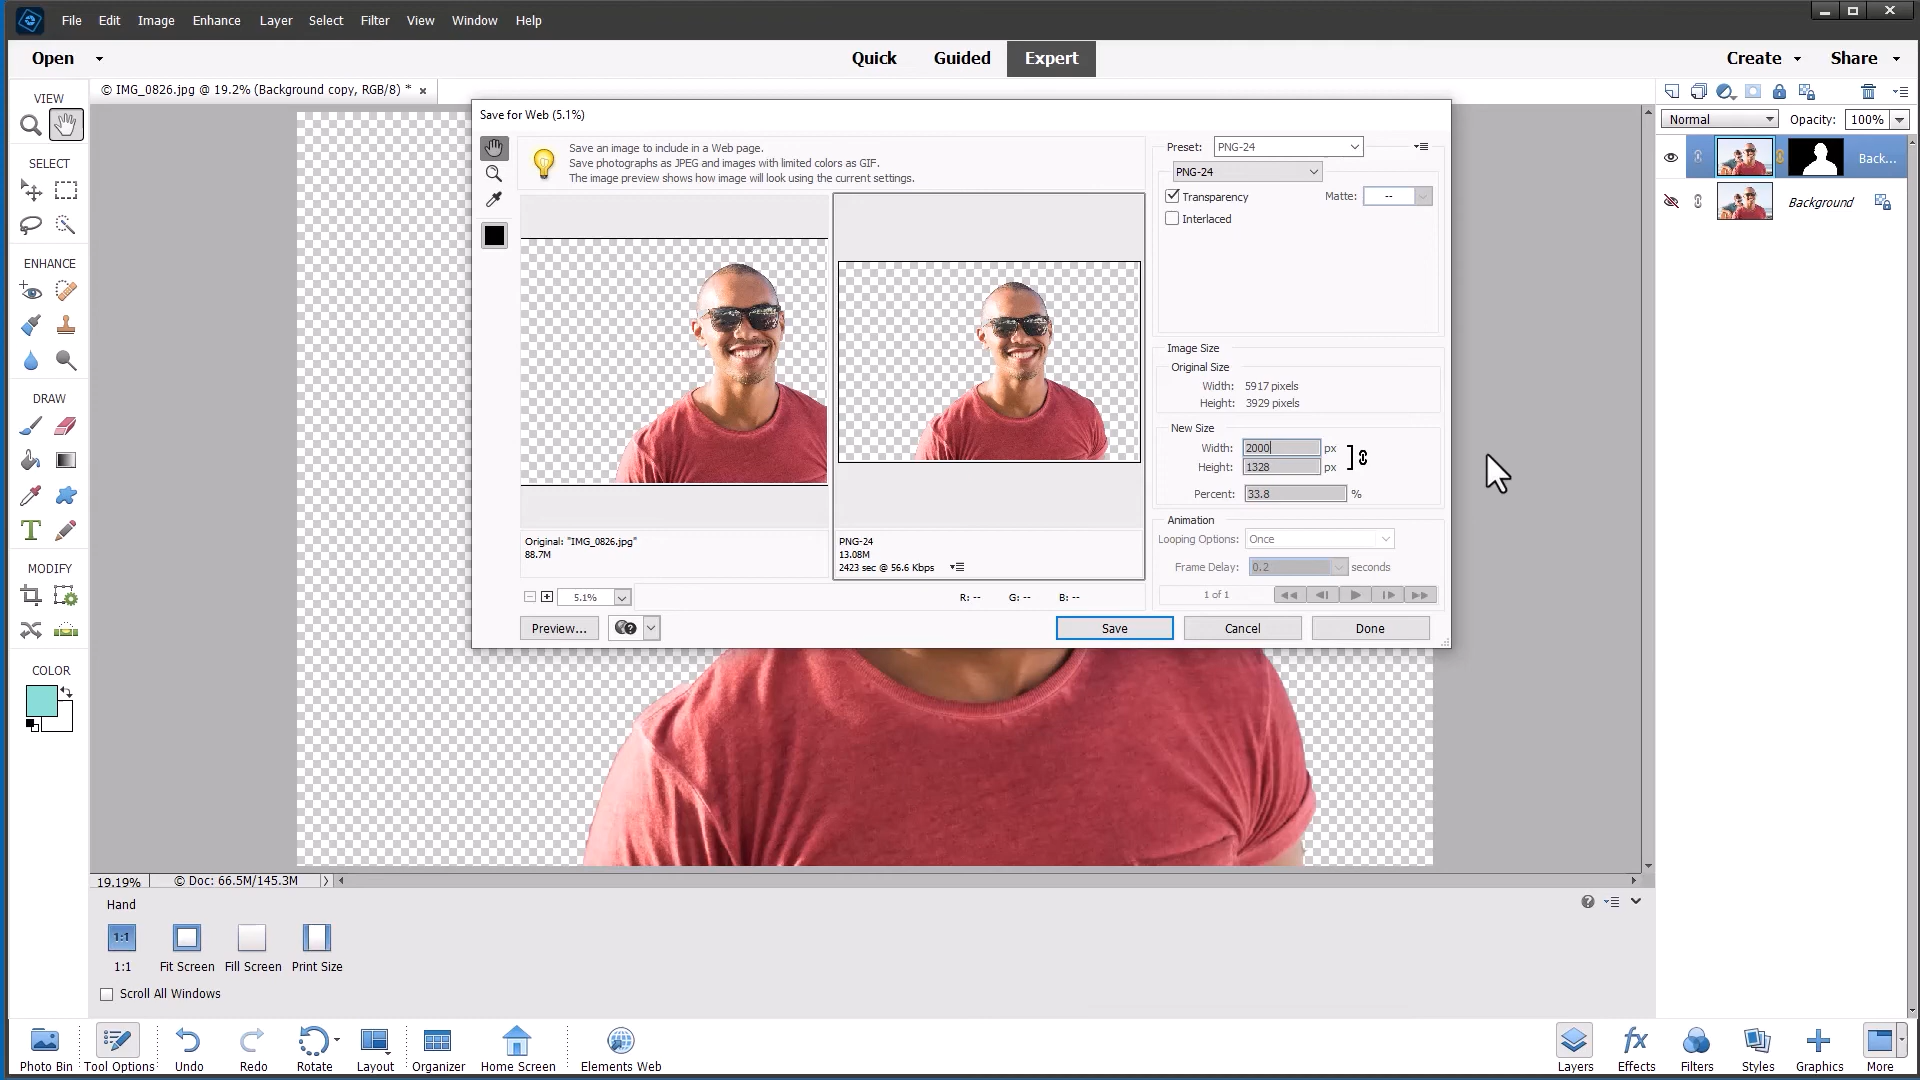 File Edit Image Enhance Layer Select Filter View Window Help
Open Quick Guided Expert Create Share
VIEW
© IMG_0826.jpg @ 19.2% (Background copy, RGB/8) *
Normal Opacity: 100%
Back...
Background
SELECT
ENHANCE
DRAW
T
MODIFY
COLOR
Save for Web (5.1%)
Save an image to include in a Web page.
Save photographs as JPEG and images with limited colors as GIF.
The image preview shows how image will look using the current settings.
Preset: PNG-24
PNG-24
Transparency Matte: --
Interlaced
Image Size
Original Size
Width: 5917 pixels
Height: 3929 pixels
New Size
Width: 2000 px
Height: 1328 px
Percent: 33.8 %
Animation
Looping Options: Once
Frame Delay: 0.2 seconds
1 of 1
Original: "IMG_0826.jpg"
88.7M
PNG-24
13.08M
2423 sec @ 56.6 Kbps
5.1% R: -- G: -- B: --
Preview... Save Cancel Done
19.19% © Doc: 66.5M/145.3M
Hand
1:1
1:1 Fit Screen Fill Screen Print Size
Scroll All Windows
fx
Photo Bin Tool Options Undo Redo Rotate Layout Organizer Home Screen Elements Web Layers Effects Filters Styles Graphics More